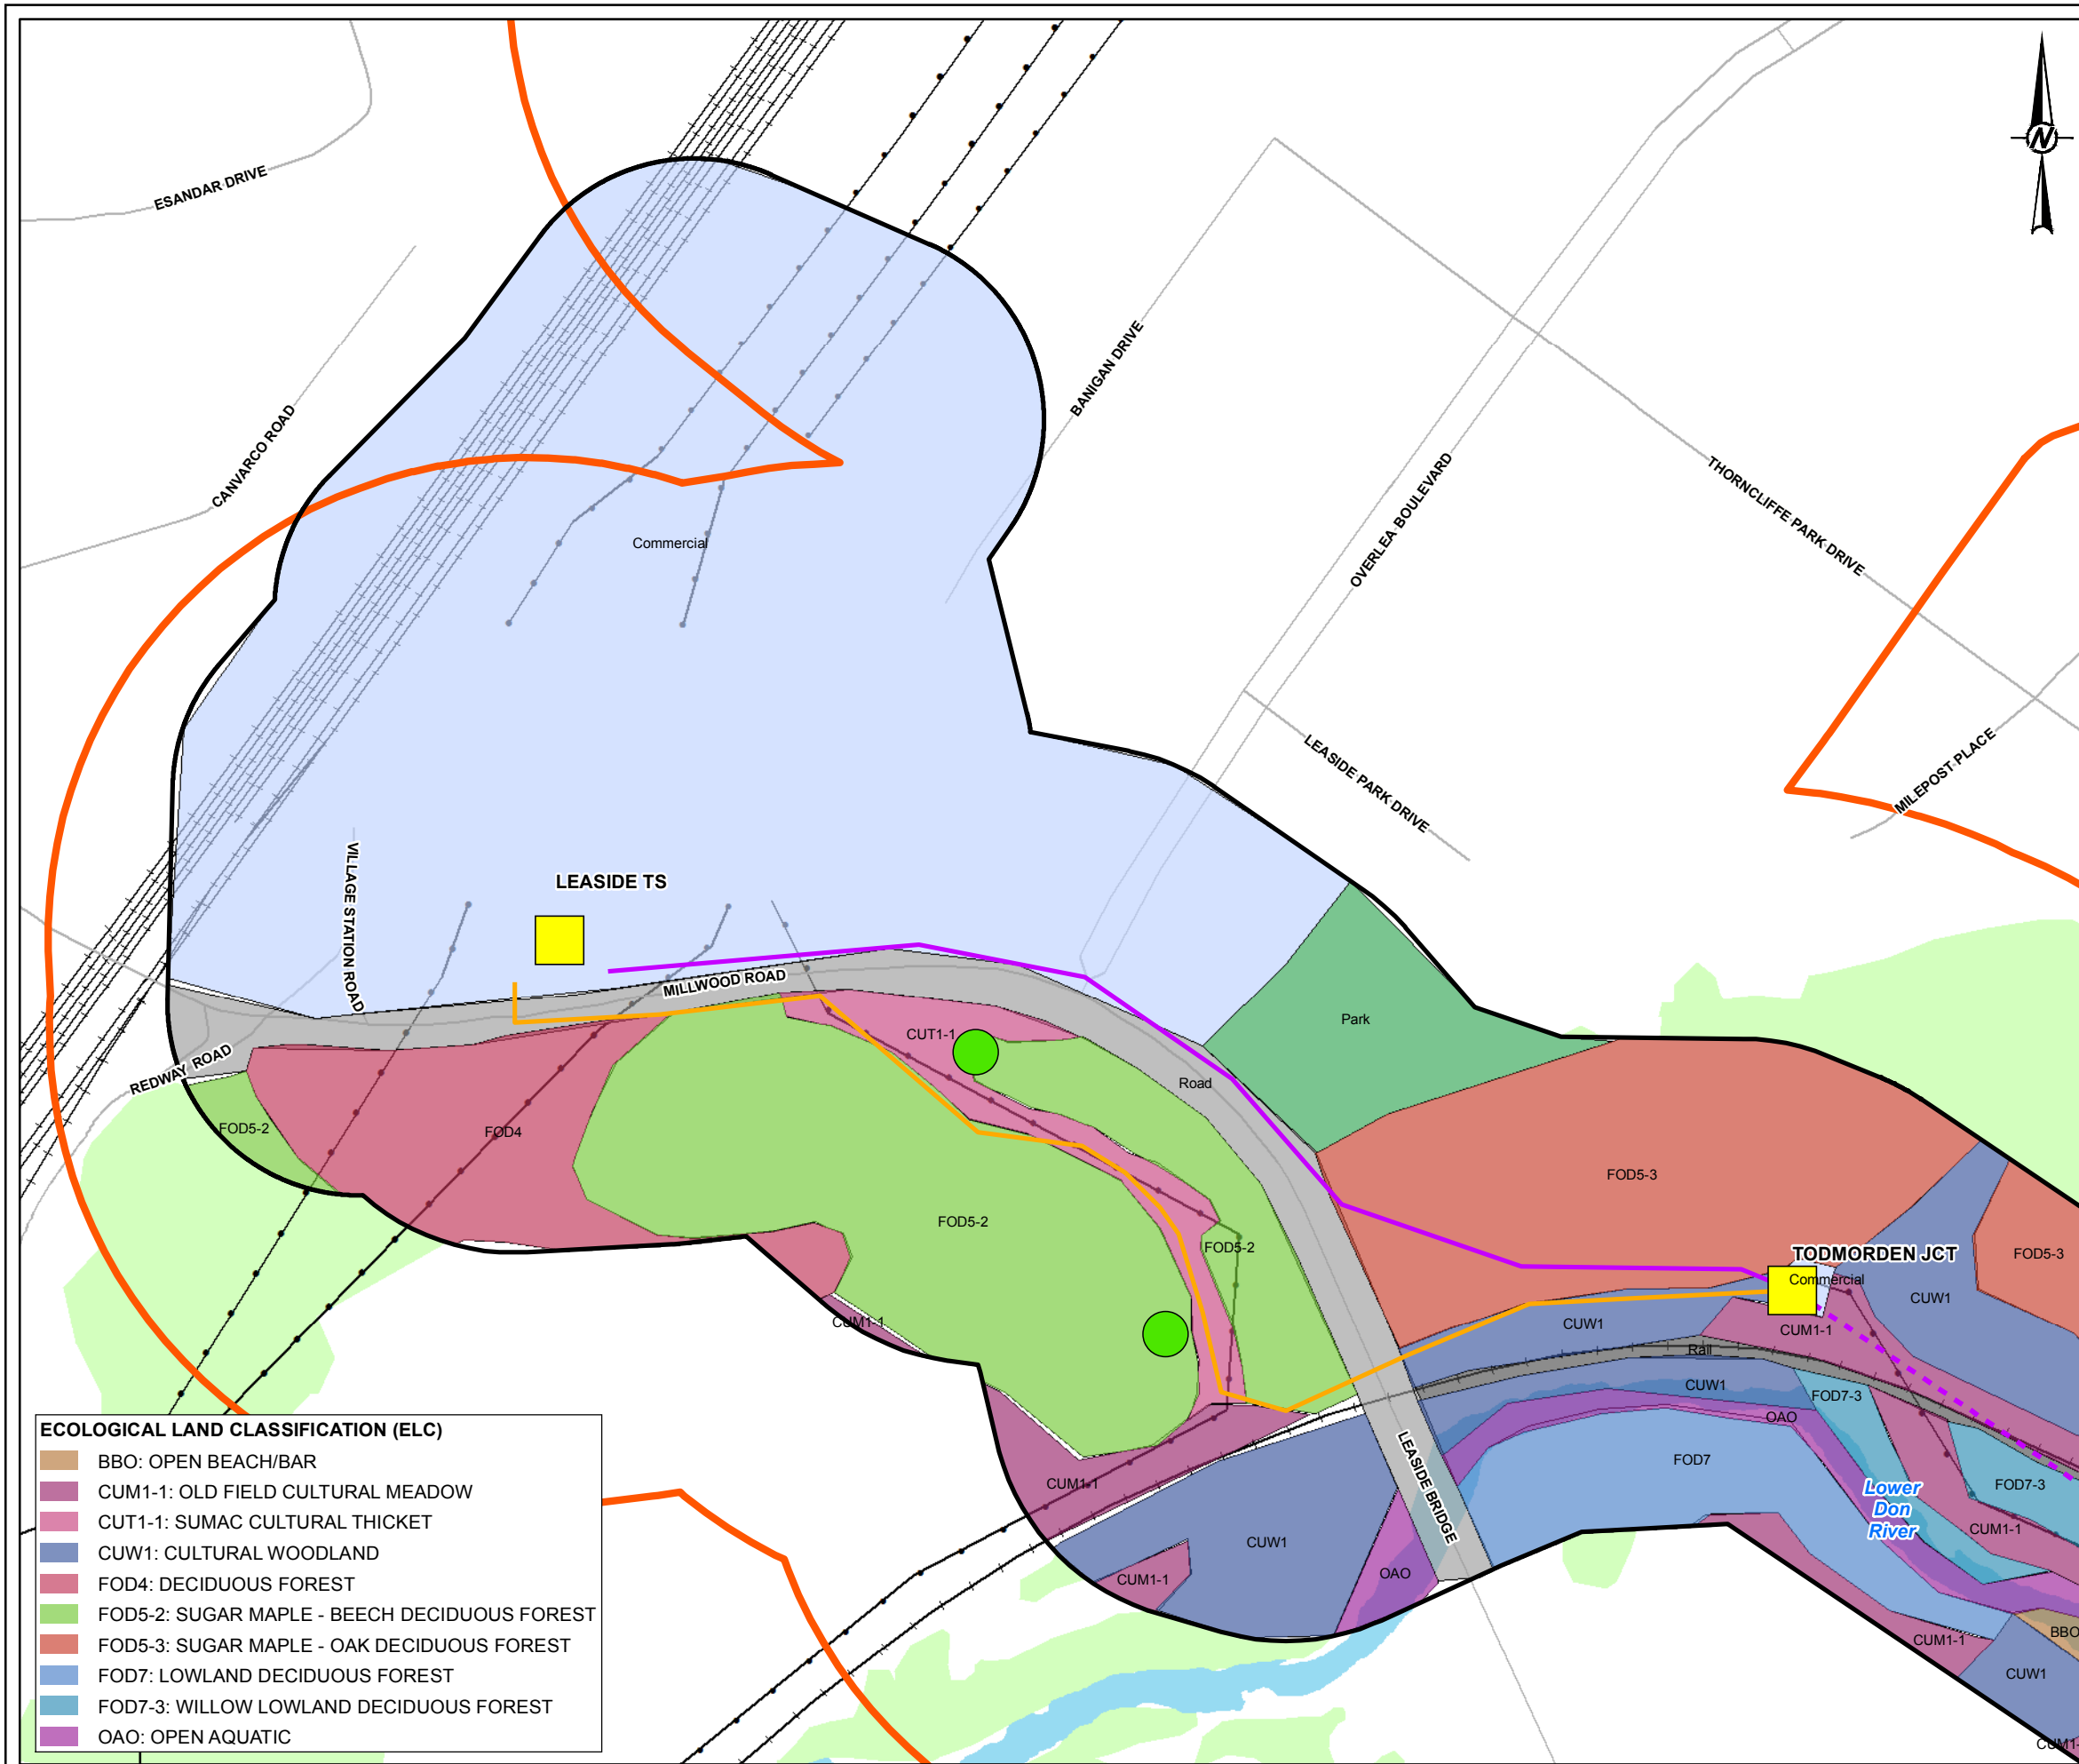 N
ESANDAR DRIVE
CANVARCO ROAD
BANIGAN DRIVE
OVERLEA BOULEVARD
THORNCLIFFE PARK DRIVE
Commercial
LEASIDE PARK DRIVE
MILEPOST PLACE
VILLAGE STATION ROAD
LEASIDE TS
MILLWOOD ROAD
REDWAY ROAD
CUT1-1
Park
Road
FOD5-2
FOD4
FOD5-3
FOD5-2
FOD5-2
TODMORDEN JCT
FOD5-3
Commercial
CUW1
CUM1-1
CUW1
CUM1-1
Rail
CUW1
FOD7-3
OAO
LEASIDE BRIDGE
FOD7
CUM1-1
FOD7-3
Lower
Don
River
CUM1-1
CUW1
CUM1-1
OAO
BBO
CUM1-1
CUW1
CUM1-
ECOLOGICAL LAND CLASSIFICATION (ELC)
BBO: OPEN BEACH/BAR
CUM1-1: OLD FIELD CULTURAL MEADOW
CUT1-1: SUMAC CULTURAL THICKET
CUW1: CULTURAL WOODLAND
FOD4: DECIDUOUS FOREST
FOD5-2: SUGAR MAPLE - BEECH DECIDUOUS FOREST
FOD5-3: SUGAR MAPLE - OAK DECIDUOUS FOREST
FOD7: LOWLAND DECIDUOUS FOREST
FOD7-3: WILLOW LOWLAND DECIDUOUS FOREST
OAO: OPEN AQUATIC